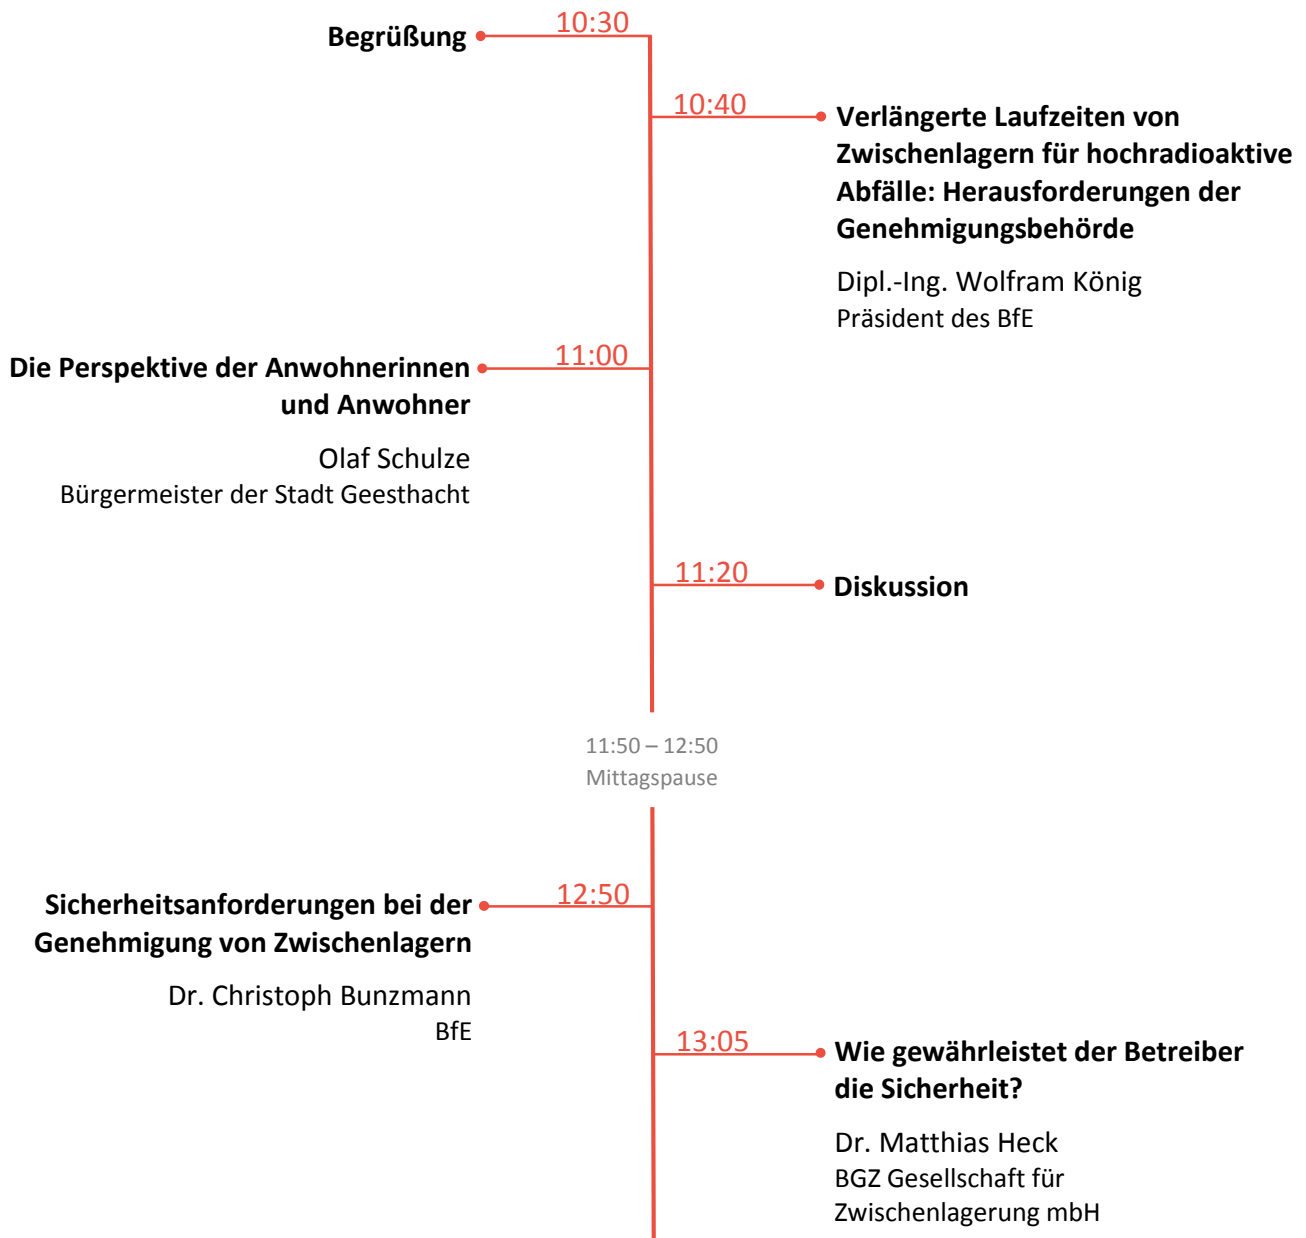 10:30
Begrüßung
10:40
Verlängerte Laufzeiten von
Zwischenlagern für hochradioaktive
Abfälle: Herausforderungen der
Genehmigungsbehörde
Dipl.-Ing. Wolfram König
Präsident des BfE
11:00
Die Perspektive der Anwohnerinnen
und Anwohner
Olaf Schulze
Bürgermeister der Stadt Geesthacht
11:20
Diskussion
11:50 – 12:50
Mittagspause
12:50
Sicherheitsanforderungen bei der
Genehmigung von Zwischenlagern
Dr. Christoph Bunzmann
BfE
13:05
Wie gewährleistet der Betreiber
die Sicherheit?
Dr. Matthias Heck
BGZ Gesellschaft für
Zwischenlagerung mbH